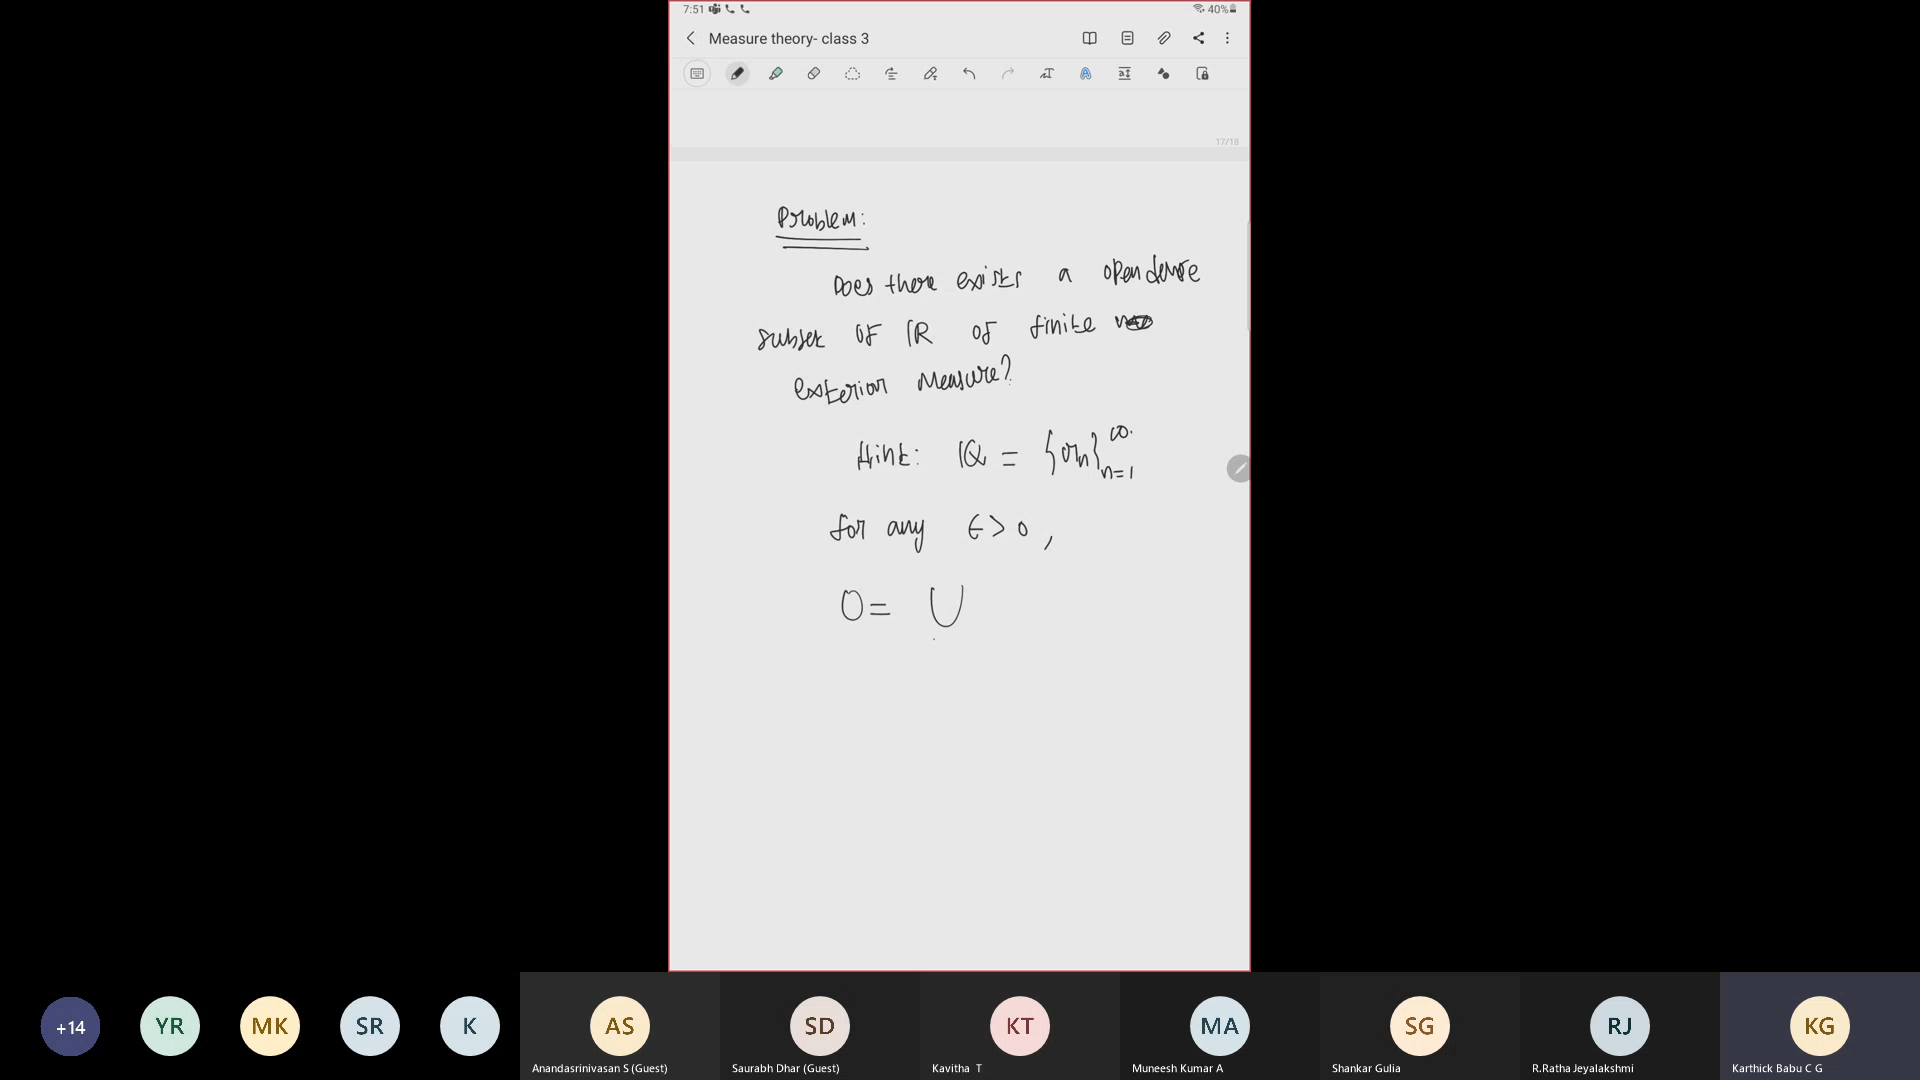 7:51
40%
Measure theory- class 3
17/18
Problem:
Does there exists a open dense
subset of ℝ of finite
exterior measure?
Hint: ℚ = {r_n}_{n=1}^∞.
for any ϵ>0,
O= ∪
+14
YR
MK
SR
K
AS
SD
KT
MA
SG
RJ
KG
Anandasrinivasan S (Guest)
Saurabh Dhar (Guest)
Kavitha T
Muneesh Kumar A
Shankar Gulia
R.Ratha Jeyalakshmi
Karthick Babu C G